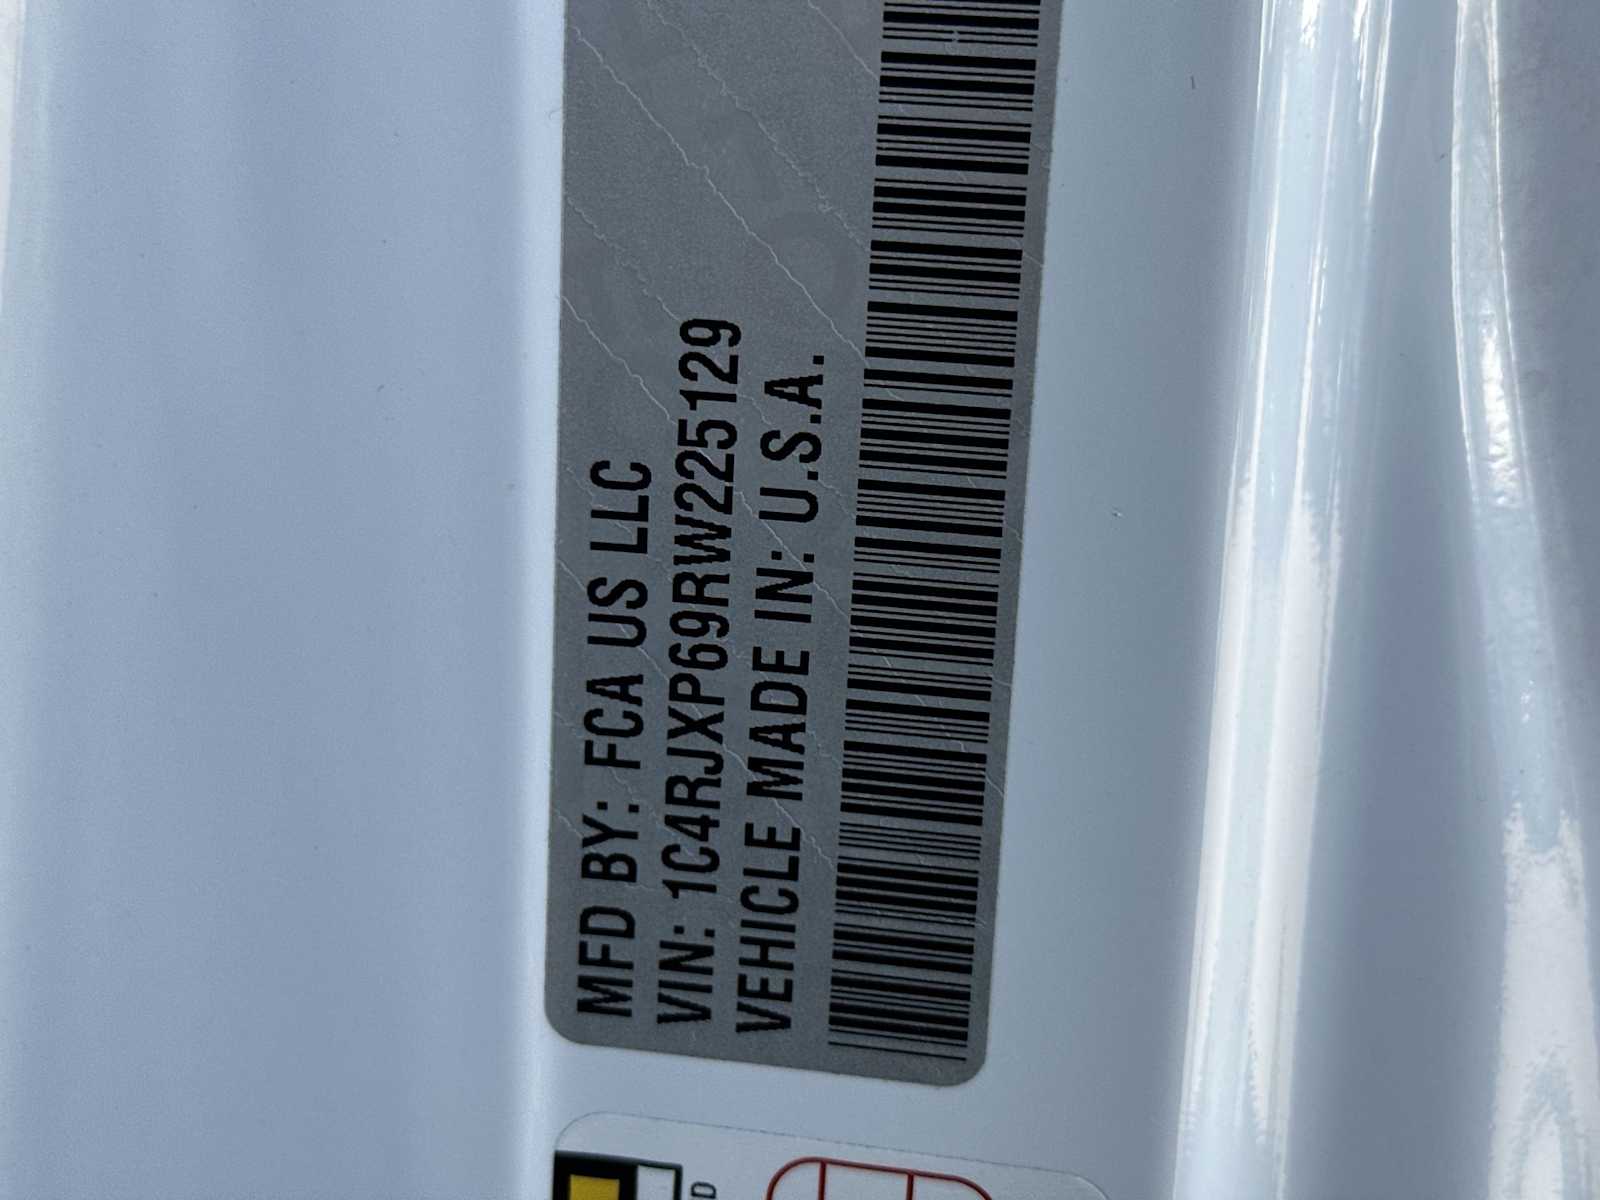 MFD BY: FCA US LLC
VIN: 1C4RJXP69RW225129
VEHICLE MADE IN: U.S.A.
D